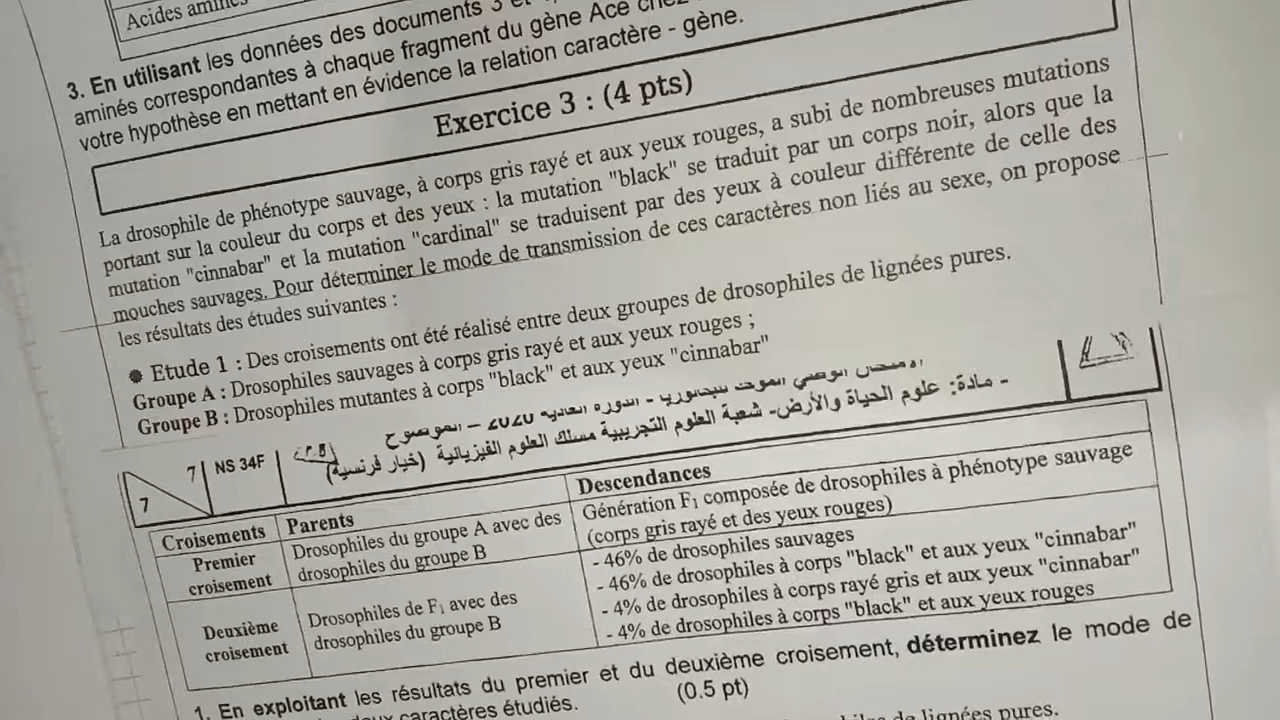 Acides aminés
3. En utilisant les données des documents 3 et
aminés correspondantes à chaque fragment du gène Ace chez
votre hypothèse en mettant en évidence la relation caractère - gène.
Exercice 3 : (4 pts)
La drosophile de phénotype sauvage, à corps gris rayé et aux yeux rouges, a subi de nombreuses mutations
portant sur la couleur du corps et des yeux : la mutation "black" se traduit par un corps noir, alors que la
mutation "cinnabar" et la mutation "cardinal" se traduisent par des yeux à couleur différente de celle des
mouches sauvages. Pour déterminer le mode de transmission de ces caractères non liés au sexe, on propose
les résultats des études suivantes :
Etude 1 : Des croisements ont été réalisé entre deux groupes de drosophiles de lignées pures.
Groupe A : Drosophiles sauvages à corps gris rayé et aux yeux rouges ;
Groupe B : Drosophiles mutantes à corps "black" et aux yeux "cinnabar"
7
7
NS 34F
- مادة: علوم الحياة والأرض- شعبة العلوم التجريبية مسلك العلوم الفيزيائية (خيار فرنسية)
Croisements Parents Descendances
Premier
croisement
Drosophiles du groupe A avec des
drosophiles du groupe B
Génération F1 composée de drosophiles à phénotype sauvage
(corps gris rayé et des yeux rouges)
Deuxième
croisement
Drosophiles de F1 avec des
drosophiles du groupe B
- 46% de drosophiles sauvages
- 46% de drosophiles à corps "black" et aux yeux "cinnabar"
- 4% de drosophiles à corps rayé gris et aux yeux "cinnabar"
- 4% de drosophiles à corps "black" et aux yeux rouges
1. En exploitant les résultats du premier et du deuxième croisement, déterminez le mode de
caractères étudiés. (0.5 pt)
de lignées pures.